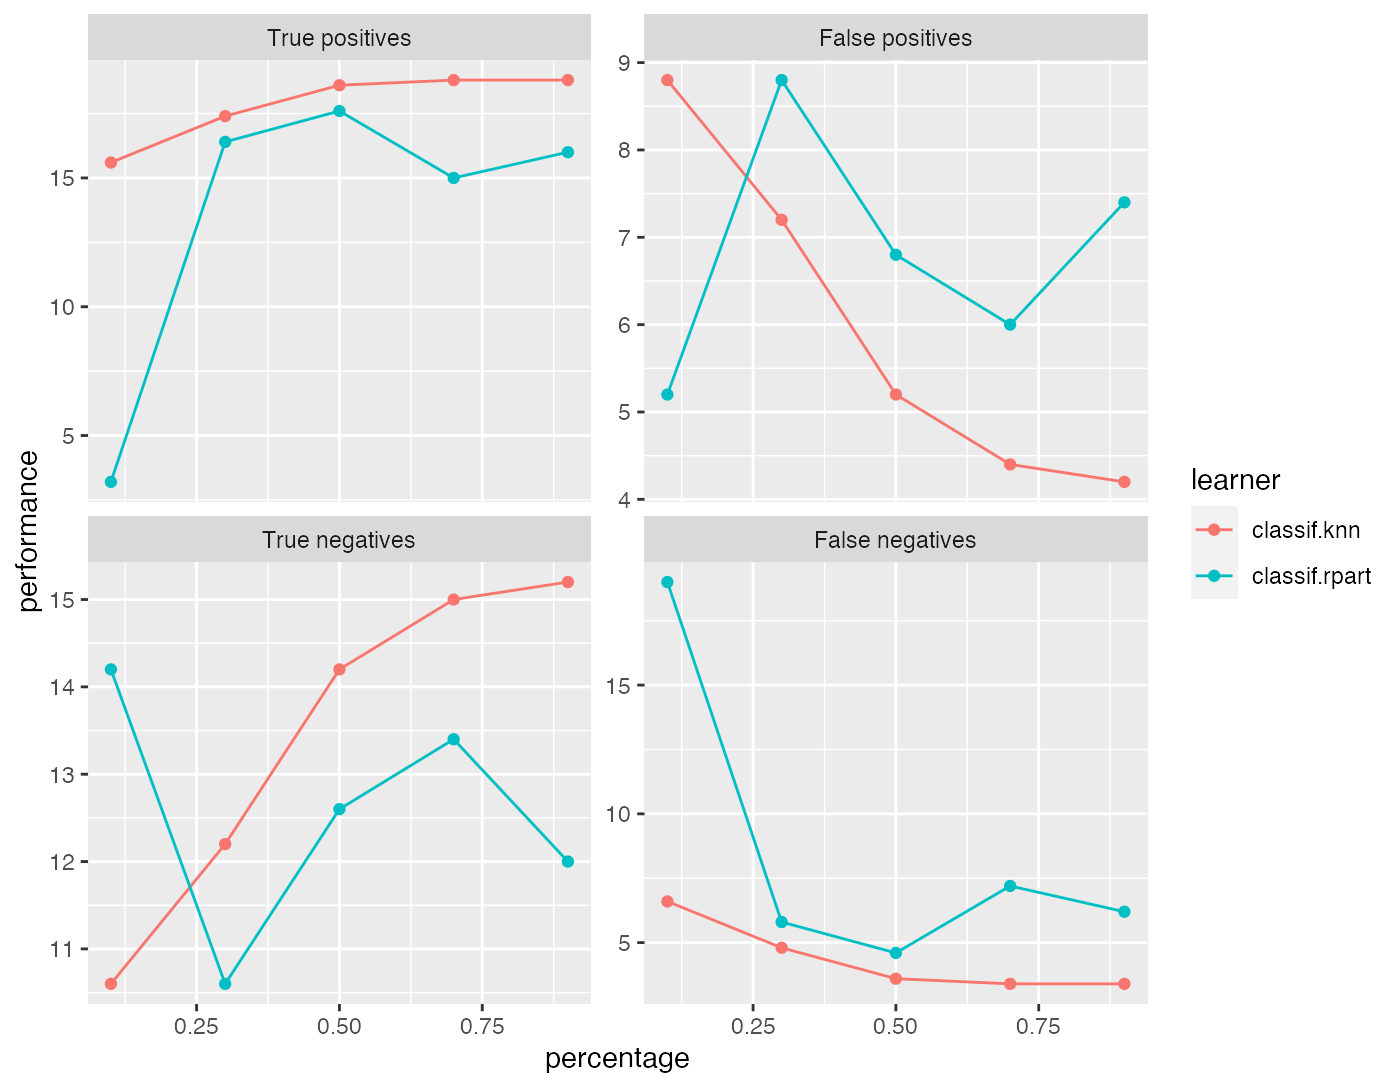 True positives
False positives
15
10
5
9
8
7
6
5
4
True negatives
False negatives
15
14
13
12
11
15
10
5
0.25
0.50
0.75
0.25
0.50
0.75
percentage
performance
learner
classif.knn
classif.rpart